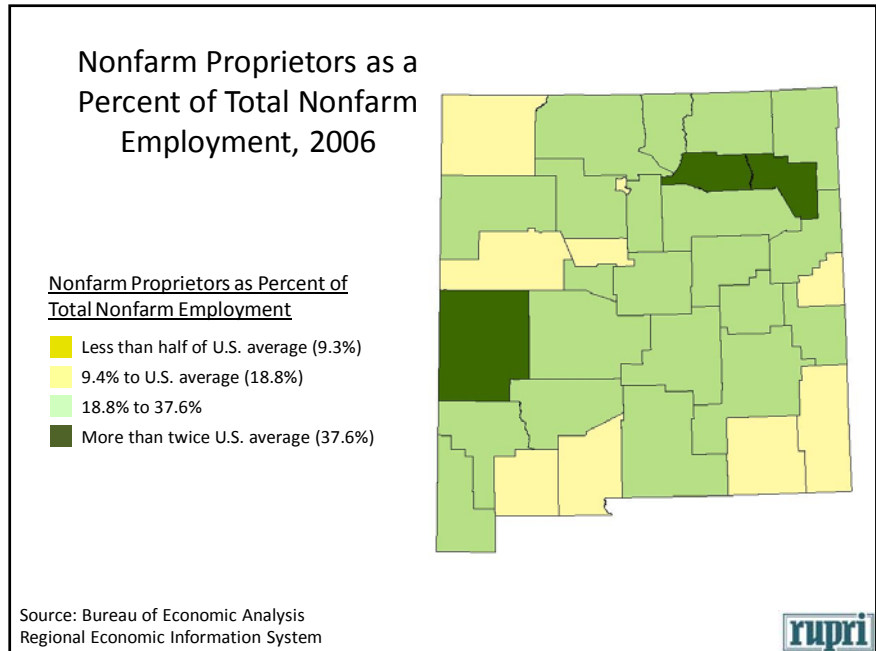 Nonfarm Proprietors as a
Percent of Total Nonfarm
Employment, 2006
Nonfarm Proprietors as Percent of
Total Nonfarm Employment
Less than half of U.S. average (9.3%)
9.4% to U.S. average (18.8%)
18.8% to 37.6%
More than twice U.S. average (37.6%)
Source: Bureau of Economic Analysis
Regional Economic Information System
rupri